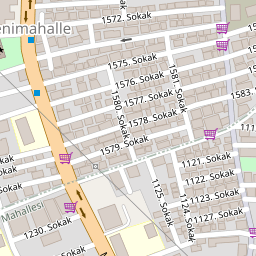 1572. Sokak
enimahalle
1575. Sokak
1576. Sokak
1581. Sokak
1577. Sokak
1580. Sokak
1583.
1578. Sokak
1579. Sokak
1121. Sokak
1122. Sokak
1125. Sokak
1124. Sokak
1123. Sokak
Mahallesi
1127. Sokak
1230. Sokak
A